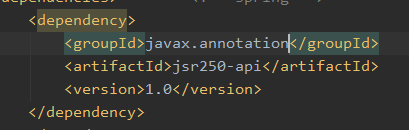 <dependency>
<groupId>javax.annotation</groupId>
<artifactId>jsr250-api</artifactId>
<version>1.0</version>
</dependency>